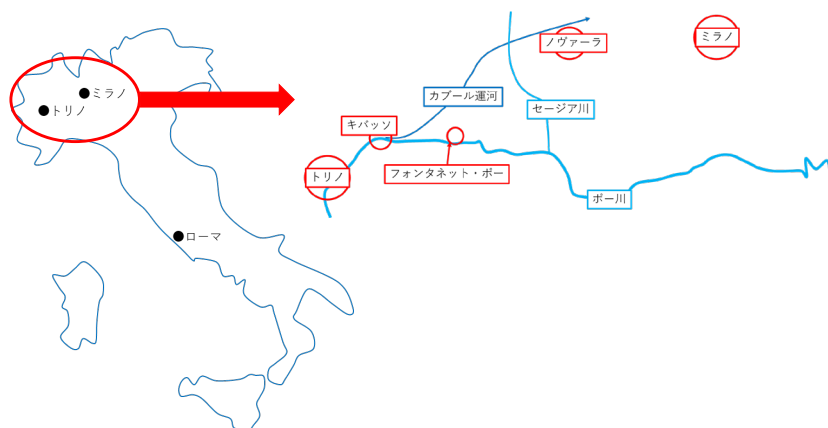 ミラノ
トリノ
ローマ
ノヴァーラ
ミラノ
カブール運河
セージア川
キバッソ
トリノ
フォンタネット・ポー
ポー川